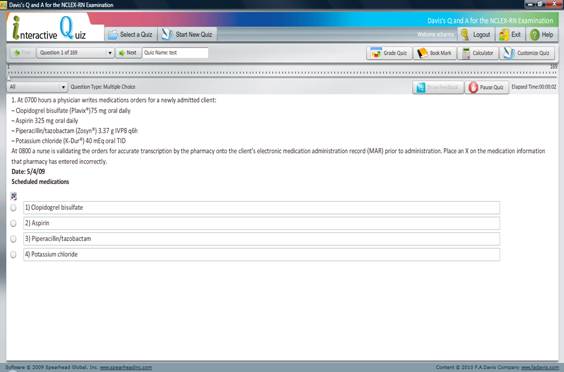 Davis's Q and A for the NCLEX-RN Examination
Davis's Q and A for the NCLEX-RN Examination
interactive Quiz
Select a Quiz
Start New Quiz
Logout
Exit
Help
Question 1 of 169
Next
Quiz Name: test
Grade Quiz
Book Mark
Calculator
Customize Quiz
169
All
Question Type: Multiple Choice
Pause Quiz
Elapsed Time:00:00:02
1. At 0700 hours a physician writes medications orders for a newly admitted client:
– Clopidogrel bisulfate (Plavix®)75 mg oral daily
– Aspirin 325 mg oral daily
– Piperacillin/tazobactam (Zosyn®) 3.37 g IVPB q6h
– Potassium chloride (K-Dur®) 40 mEq oral TID
At 0800 a nurse is validating the orders for accurate transcription by the pharmacy onto the client's electronic medication administration record (MAR) prior to administration. Place an X on the medication information
that pharmacy has entered incorrectly.
Date: 5/4/09
Scheduled medications
1) Clopidogrel bisulfate
2) Aspirin
3) Piperacillin/tazobactam
4) Potassium chloride
Software © 2009 Spearhead Global, Inc. www.spearheadinc.com
Content © 2010 F.A.Davis Company www.fadavis.com